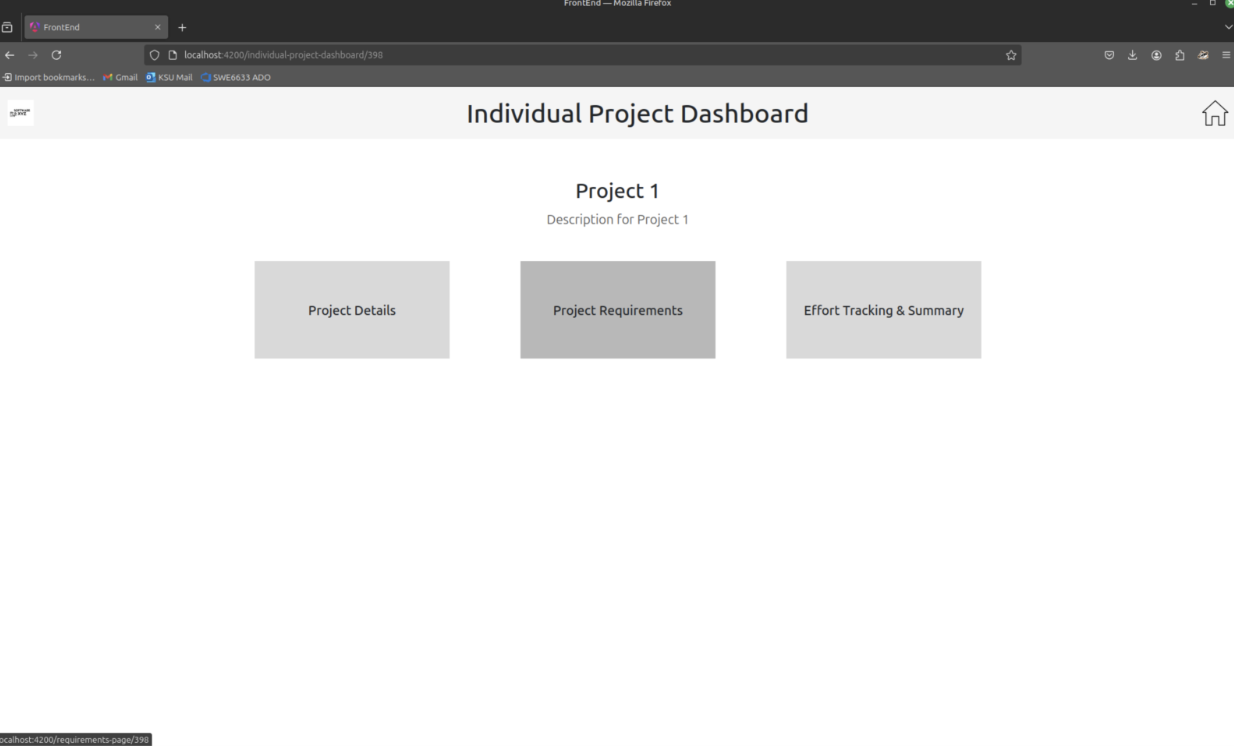 FrontEnd — Mozilla Firefox
FrontEnd
localhost:4200/individual-project-dashboard/398
Import bookmarks... Gmail KSU Mail SWE6633 ADO
Individual Project Dashboard
Project 1
Description for Project 1
Project Details Project Requirements Effort Tracking & Summary
ocalhost:4200/requirements-page/398